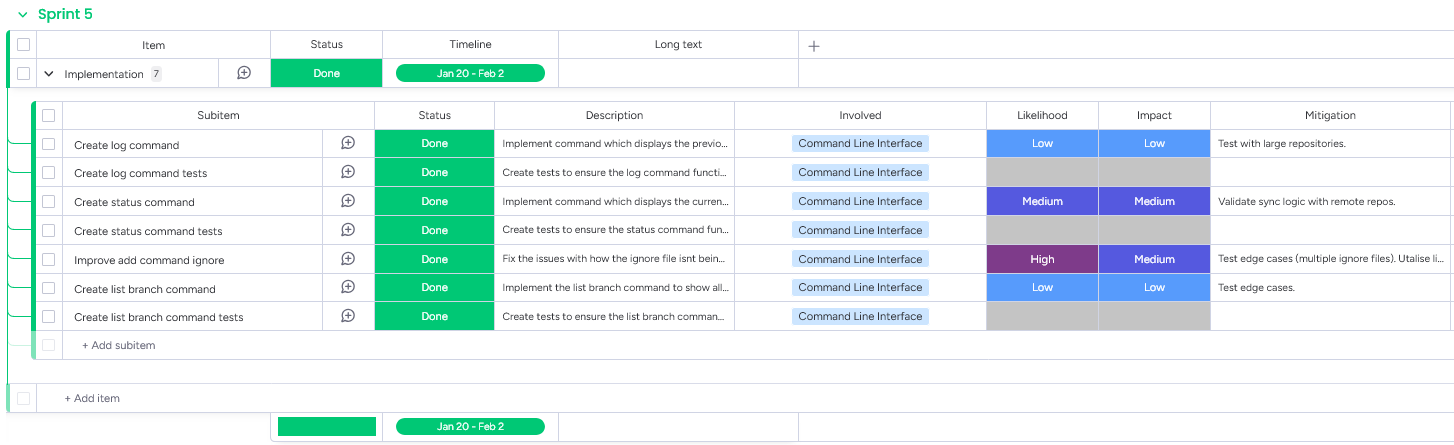 Sprint 5
Item Status Timeline Long text +
Implementation 7 Done Jan 20 - Feb 2
Subitem Status Description Involved Likelihood Impact Mitigation
Create log command Done Implement command which displays the previo... Command Line Interface Low Low Test with large repositories.
Create log command tests Done Create tests to ensure the log command functi... Command Line Interface
Create status command Done Implement command which displays the curren... Command Line Interface Medium Medium Validate sync logic with remote repos.
Create status command tests Done Create tests to ensure the status command fun... Command Line Interface
Improve add command ignore Done Fix the issues with how the ignore file isnt bein... Command Line Interface High Medium Test edge cases (multiple ignore files). Utalise li...
Create list branch command Done Implement the list branch command to show all... Command Line Interface Low Low Test edge cases.
Create list branch command tests Done Create tests to ensure the list branch comman... Command Line Interface
+ Add subitem
+ Add item
Jan 20 - Feb 2